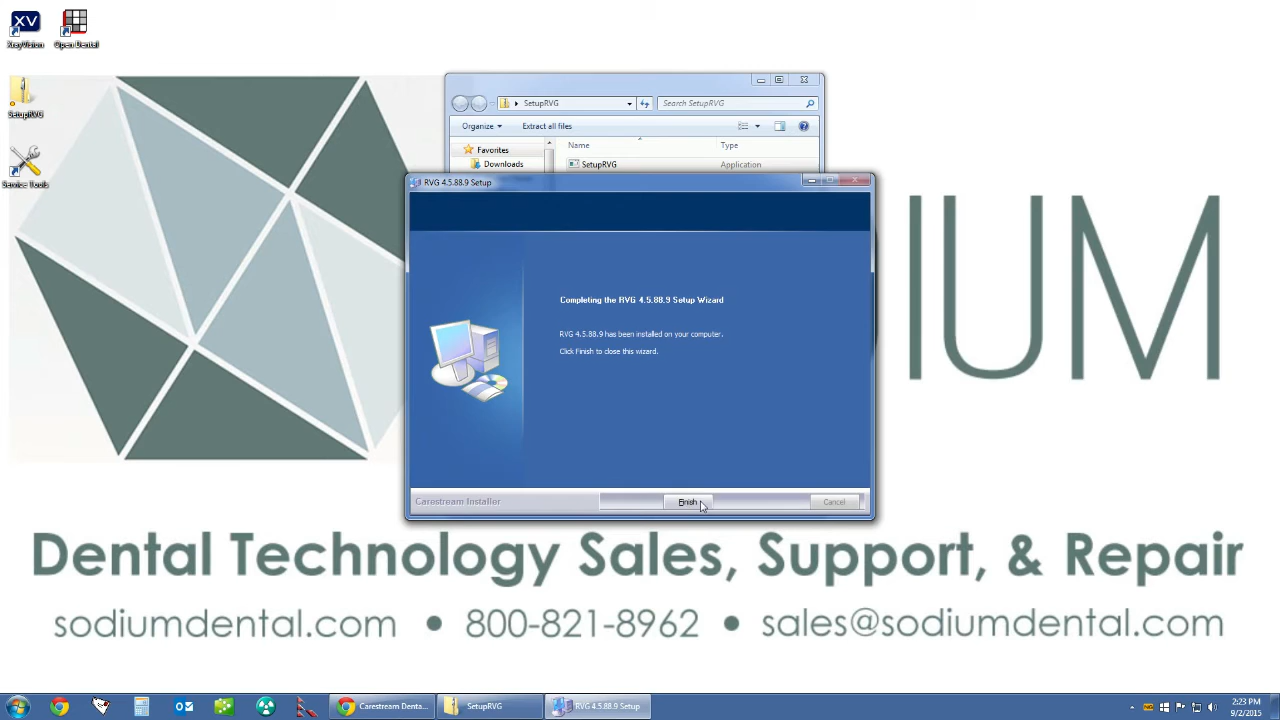 XrayVision
Open Dental
SetupRVG
Service Tools
SetupRVG
Search SetupRVG
Organize
Extract all files
Name
Type
Favorites
Downloads
SetupRVG
Application
RVG 4.5.88.9 Setup
Completing the RVG 4.5.88.9 Setup Wizard
RVG 4.5.88.9 has been installed on your computer.
Click Finish to close this wizard.
Carestream Installer
Finish
Cancel
IUM
Dental Technology Sales, Support, & Repair
sodiumdental.com • 800-821-8962 • sales@sodiumdental.com
Carestream Denta...
SetupRVG
RVG 4.5.88.9 Setup
2:23 PM
9/2/2015